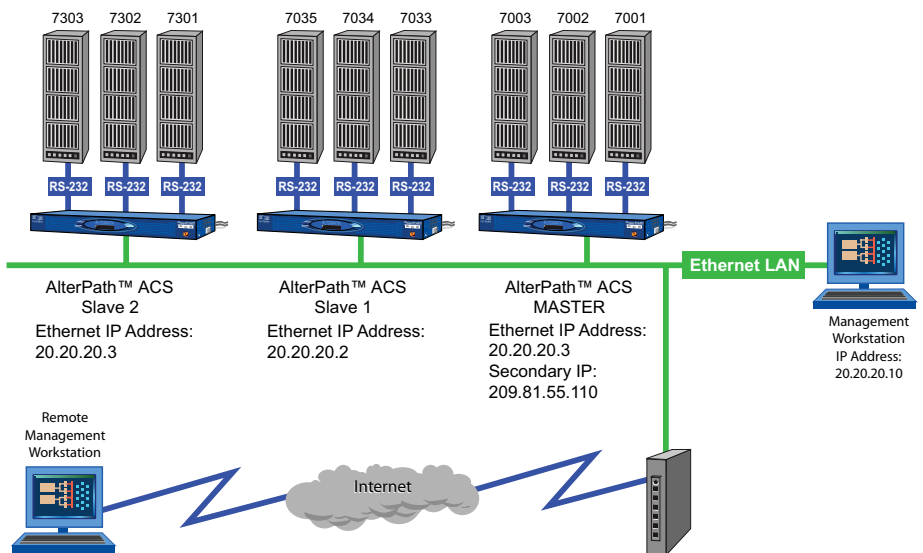 7303 7302 7301 7035 7034 7033 7003 7002 7001
RS-232 RS-232 RS-232 RS-232 RS-232 RS-232 RS-232 RS-232 RS-232
Ethernet LAN
AlterPath™ ACS
Slave 2
Ethernet IP Address:
20.20.20.3
AlterPath™ ACS
Slave 1
Ethernet IP Address:
20.20.20.2
AlterPath™ ACS
MASTER
Ethernet IP Address:
20.20.20.3
Secondary IP:
209.81.55.110
Management
Workstation
IP Address:
20.20.20.10
Remote
Management
Workstation
Internet